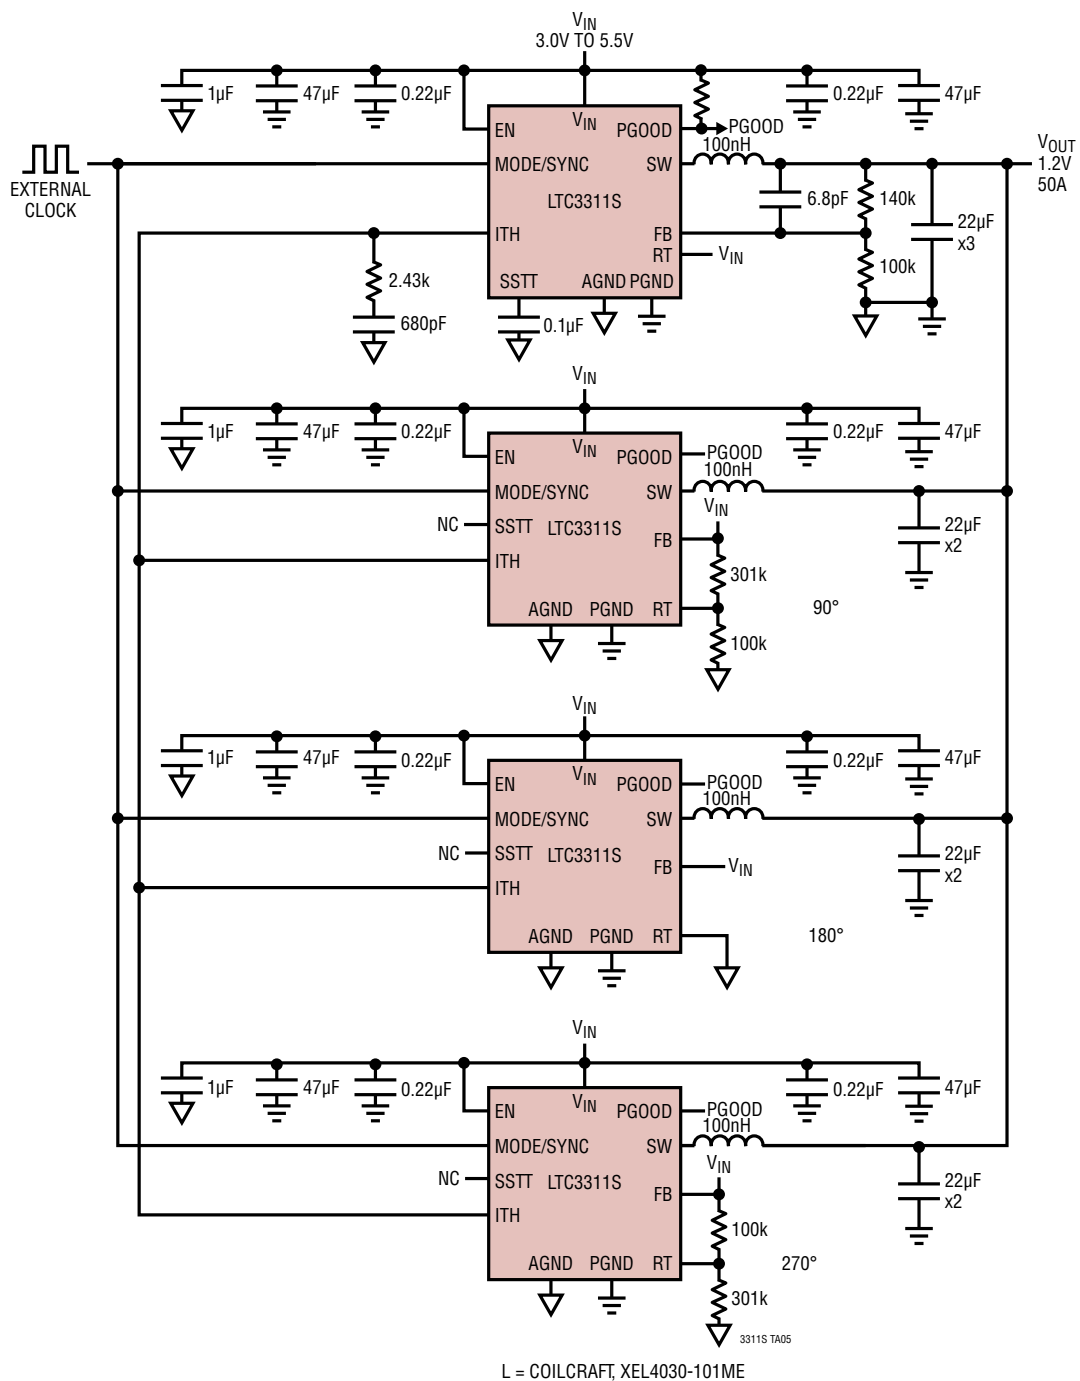 VIN
3.0V TO 5.5V
1µF
47µF
0.22µF
0.22µF
47µF
VIN
EN
PGOOD
PGOOD
100nH
VOUT
1.2V
50A
MODE/SYNC
SW
EXTERNAL
CLOCK
LTC3311S
6.8pF
140k
22µF
x3
ITH
FB
RT
VIN
100k
2.43k
SSTT
AGND
PGND
680pF
0.1µF
VIN
1µF
47µF
0.22µF
0.22µF
47µF
VIN
EN
PGOOD
PGOOD
100nH
MODE/SYNC
SW
VIN
NC
SSTT
LTC3311S
FB
22µF
x2
ITH
301k
AGND
PGND
RT
90°
100k
VIN
1µF
47µF
0.22µF
0.22µF
47µF
VIN
EN
PGOOD
PGOOD
100nH
MODE/SYNC
SW
NC
SSTT
LTC3311S
FB
VIN
22µF
x2
ITH
AGND
PGND
RT
180°
VIN
1µF
47µF
0.22µF
0.22µF
47µF
VIN
EN
PGOOD
PGOOD
100nH
MODE/SYNC
SW
VIN
NC
SSTT
LTC3311S
FB
22µF
x2
ITH
100k
AGND
PGND
RT
270°
301k
3311S TA05
L = COILCRAFT, XEL4030-101ME